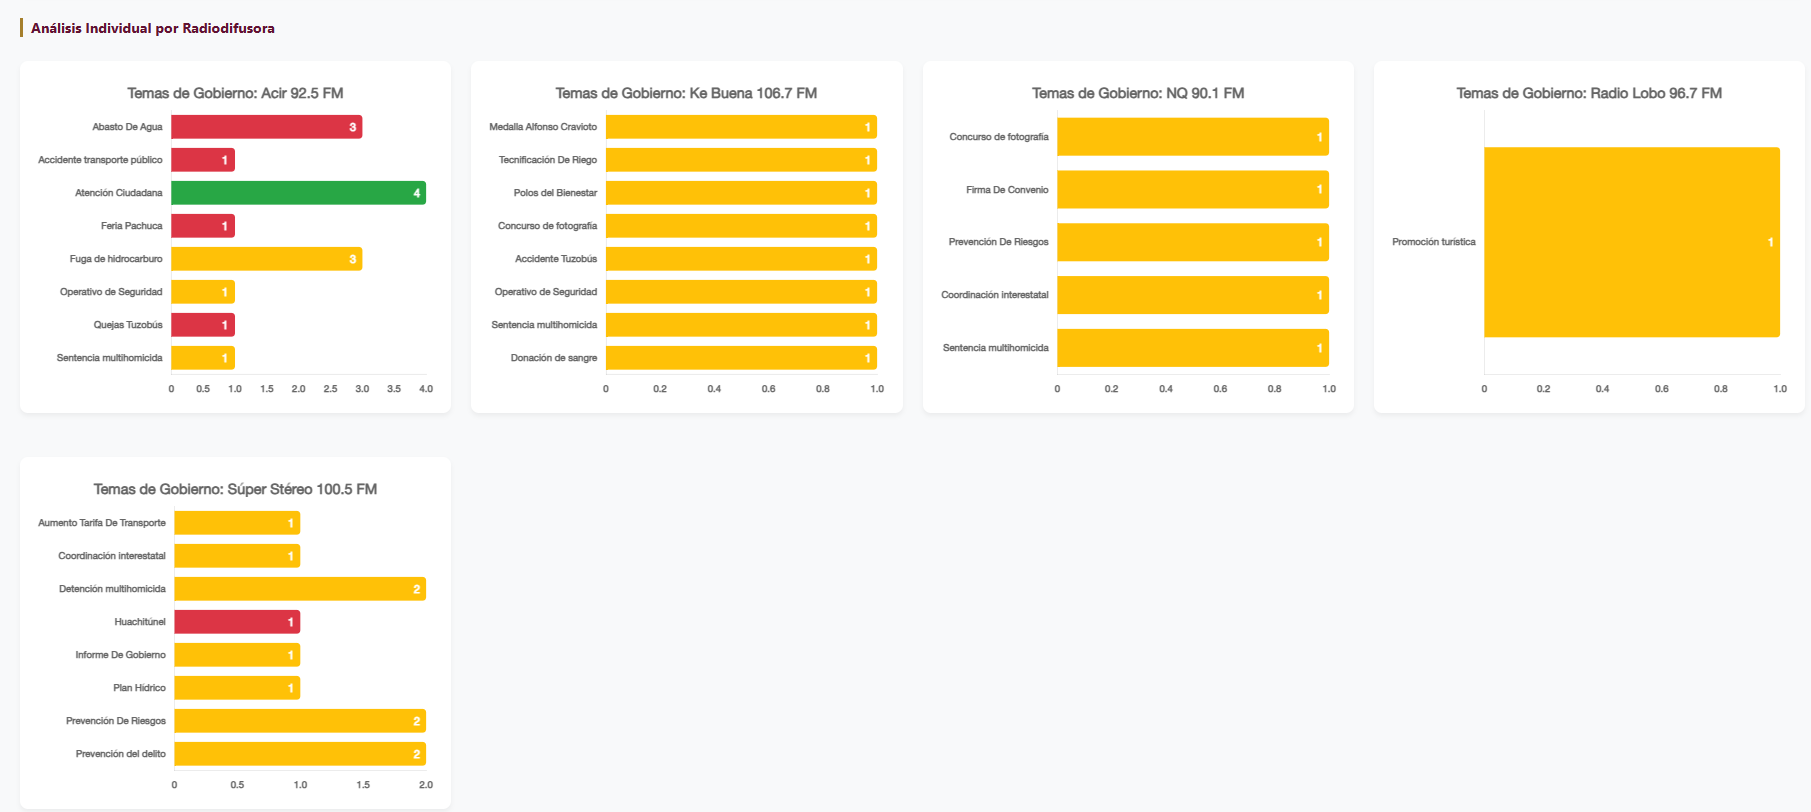 Análisis Individual por Radiodifusora
Temas de Gobierno: Acir 92.5 FM
Abasto De Agua 3
Accidente transporte público 1
Atención Ciudadana 4
Feria Pachuca 1
Fuga de hidrocarburo 3
Operativo de Seguridad 1
Quejas Tuzobús 1
Sentencia multihomicida 1
0 0.5 1.0 1.5 2.0 2.5 3.0 3.5 4.0
Temas de Gobierno: Ke Buena 106.7 FM
Medalla Alfonso Cravioto 1
Tecnificación De Riego 1
Polos del Bienestar 1
Concurso de fotografía 1
Accidente Tuzobús 1
Operativo de Seguridad 1
Sentencia multihomicida 1
Donación de sangre 1
0 0.2 0.4 0.6 0.8 1.0
Temas de Gobierno: NQ 90.1 FM
Concurso de fotografía 1
Firma De Convenio 1
Prevención De Riesgos 1
Coordinación interestatal 1
Sentencia multihomicida 1
0 0.2 0.4 0.6 0.8 1.0
Temas de Gobierno: Radio Lobo 96.7 FM
Promoción turística 1
0 0.2 0.4 0.6 0.8 1.0
Temas de Gobierno: Súper Stéreo 100.5 FM
Aumento Tarifa De Transporte 1
Coordinación interestatal 1
Detención multihomicida 2
Huachitúnel 1
Informe De Gobierno 1
Plan Hídrico 1
Prevención De Riesgos 2
Prevención del delito 2
0 0.5 1.0 1.5 2.0